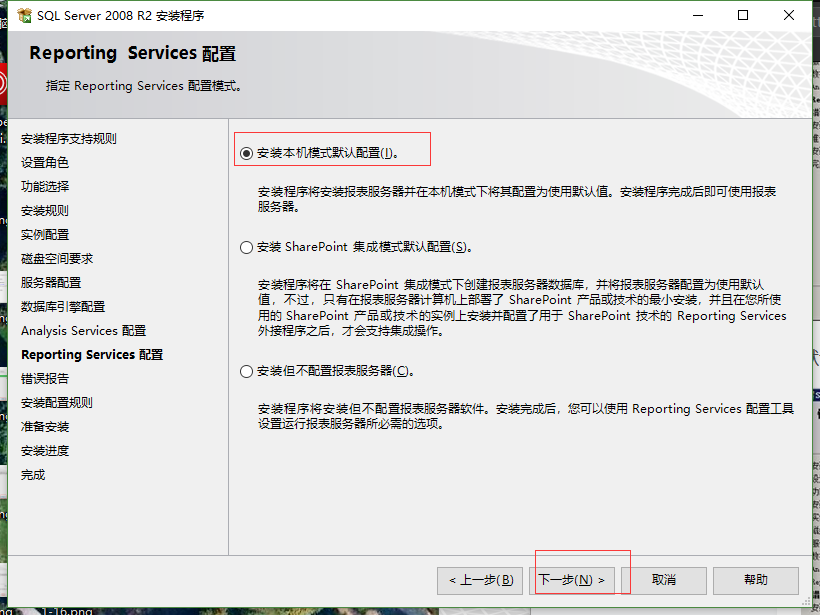 SQL Server 2008 R2 安装程序
Reporting Services 配置
指定 Reporting Services 配置模式。
安装程序支持规则
设置角色
功能选择
安装规则
实例配置
磁盘空间要求
服务器配置
数据库引擎配置
Analysis Services 配置
Reporting Services 配置
错误报告
安装配置规则
准备安装
安装进度
完成
安装本机模式默认配置(I)。
安装程序将安装报表服务器并在本机模式下将其配置为使用默认值。安装程序完成后即可使用报表
服务器。
安装 SharePoint 集成模式默认配置(S)。
安装程序将在 SharePoint 集成模式下创建报表服务器数据库，并将报表服务器配置为使用默认
值，不过，只有在报表服务器计算机上部署了 SharePoint 产品或技术的最小安装，并且在您所使
用的 SharePoint 产品或技术的实例上安装并配置了用于 SharePoint 技术的 Reporting Services
外接程序之后，才会支持集成操作。
安装但不配置报表服务器(C)。
安装程序将安装但不配置报表服务器软件。安装完成后，您可以使用 Reporting Services 配置工具
设置运行报表服务器所必需的选项。
< 上一步(B)
下一步(N) >
取消
帮助
1-16.png